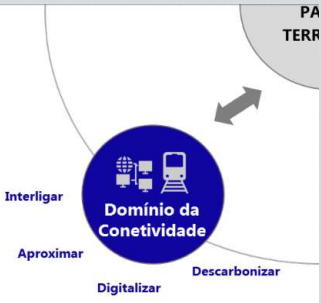 PA
TERR
Domínio da
Conetividade
Interligar
Aproximar
Digitalizar
Descarbonizar